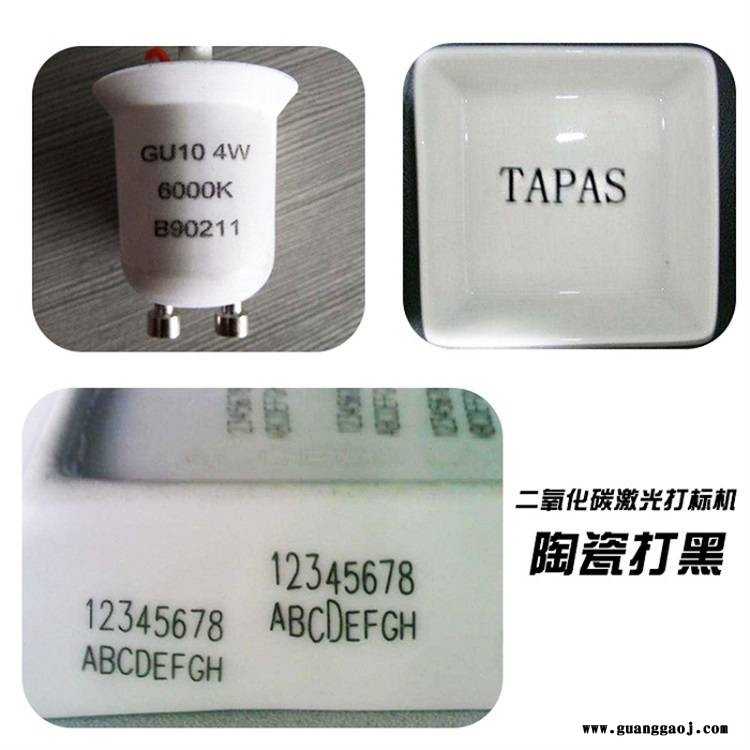 GU10 4W
6000K
B90211
TAPAS
12345678
ABCDEFGH
12345678
ABCDEFGH
二氧化碳激光打标机
陶瓷打黑
www.guanggaoj.com